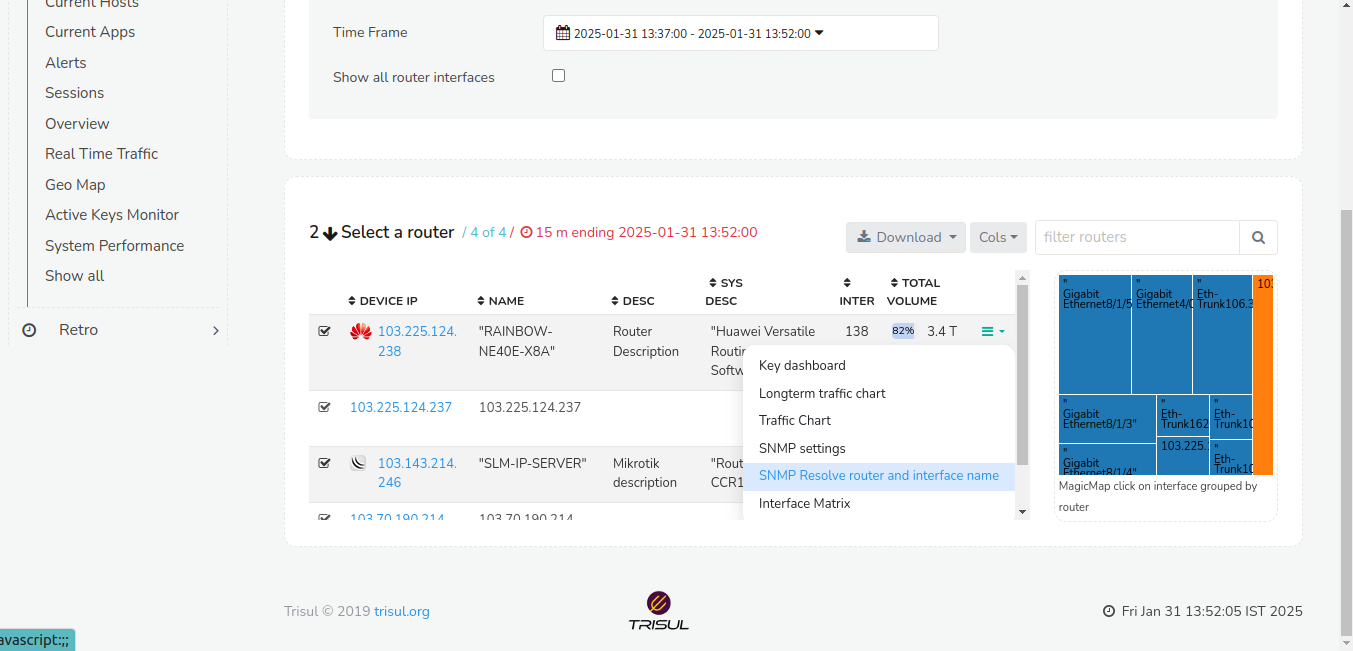 Current Hosts
Current Apps
Alerts
Sessions
Overview
Real Time Traffic
Geo Map
Active Keys Monitor
System Performance
Show all
Retro
Time Frame
2025-01-31 13:37:00 - 2025-01-31 13:52:00
Show all router interfaces
2 Select a router / 4 of 4 / 15 m ending 2025-01-31 13:52:00
Download
Cols
filter routers
DEVICE IP NAME DESC SYS DESC INTER TOTAL VOLUME
103.225.124.
238
"RAINBOW-
NE40E-X8A"
Router
Description
"Huawei Versatile
Routin
Softw
138
82% 3.4 T
103.225.124.237 103.225.124.237
103.143.214.
246
"SLM-IP-SERVER"
Mikrotik
description
"Rout
CCR1
103.70.190.214 103.70.190.214
Key dashboard
Longterm traffic chart
Traffic Chart
SNMP settings
SNMP Resolve router and interface name
Interface Matrix
"
Gigabit
Ethernet8/1/5
"
Gigabit
Ethernet4/0
"
Eth-
Trunk106.3
103
"
Gigabit
Ethernet8/1/3"
"
Eth-
Trunk162
"
Eth-
Trunk10
"
Gigabit
Ethernet8/1/4"
103.225.
"
Eth-
Trunk10
MagicMap click on interface grouped by
router
Trisul © 2019 trisul.org
TRISUL
Fri Jan 31 13:52:05 IST 2025
avascript:;;